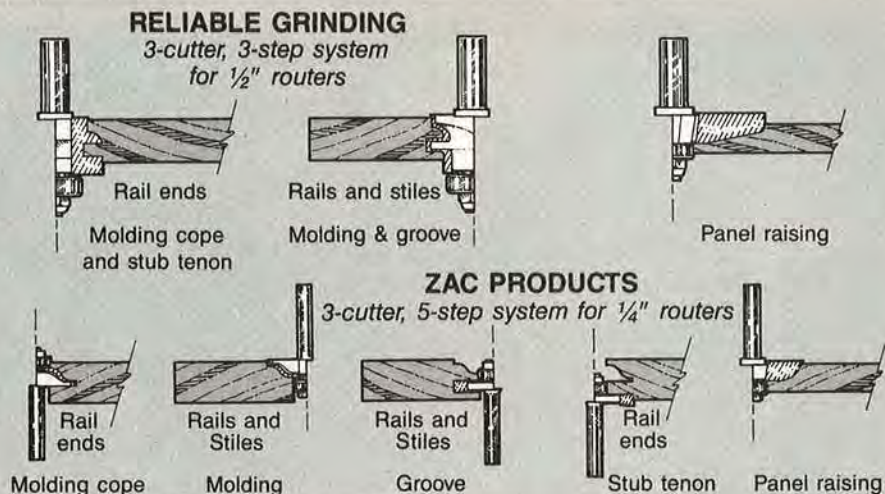 RELIABLE GRINDING
3-cutter, 3-step system
for ½" routers
Rail ends
Molding cope
and stub tenon
Rails and stiles
Molding & groove
Panel raising
ZAC PRODUCTS
3-cutter, 5-step system for ¼" routers
Rail
ends
Molding cope
Rails and
Stiles
Molding
Rails and
Stiles
Groove
Rail
ends
Stub tenon
Panel raising